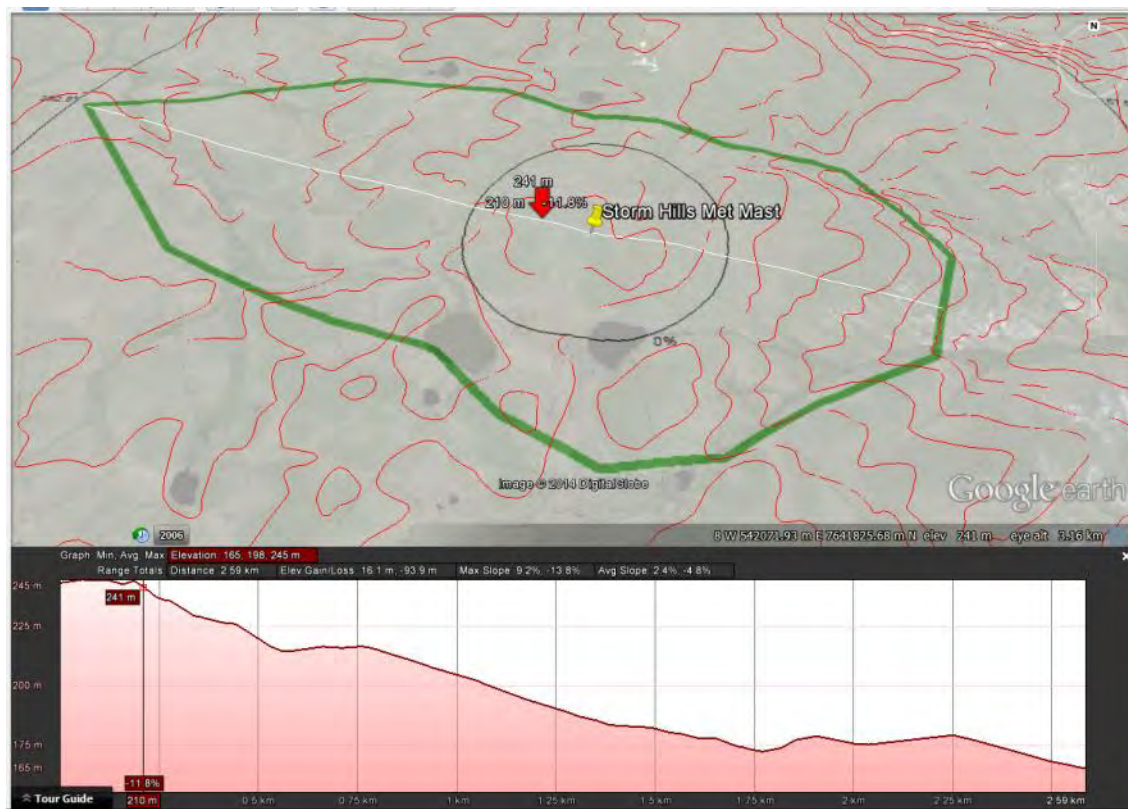 N
241 m
210 m -11.8%
Storm Hills Met Mast
0 %
Image © 2014 DigitalGlobe
Google earth
2006
8 W 542071.93 m E 7641825.68 m N elev 241 m eye alt 3.16 km
Graph: Min, Avg, Max Elevation: 165, 198, 245 m
Range Totals: Distance: 2.59 km Elev Gain/Loss: 16.1 m, -93.9 m Max Slope: 9.2%, -13.8% Avg Slope: 2.4%, -4.8%
245 m
241 m
225 m
200 m
175 m
165 m
-11.8%
Tour Guide
210 m 0.5 km 0.75 km 1 km 1.25 km 1.5 km 1.75 km 2 km 2.25 km 2.59 km